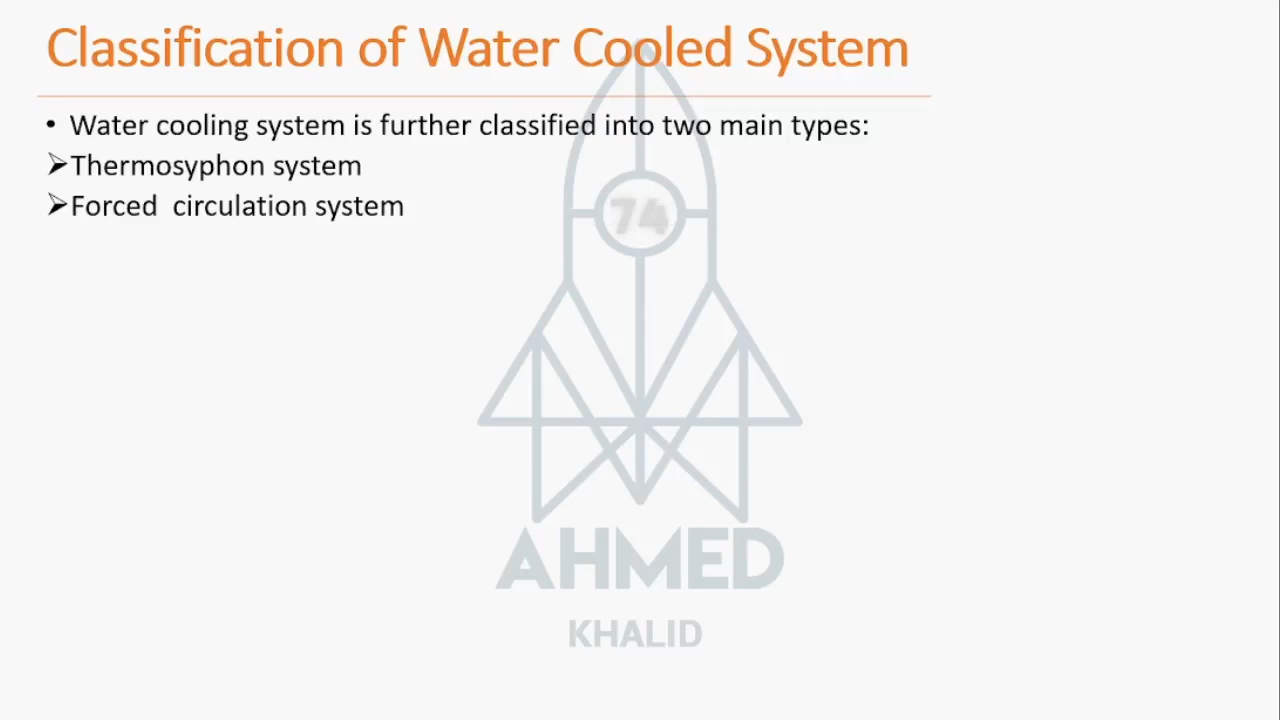 Classification of Water Cooled System
• Water cooling system is further classified into two main types:
➢Thermosyphon system
➢Forced circulation system
74
AHMED
KHALID